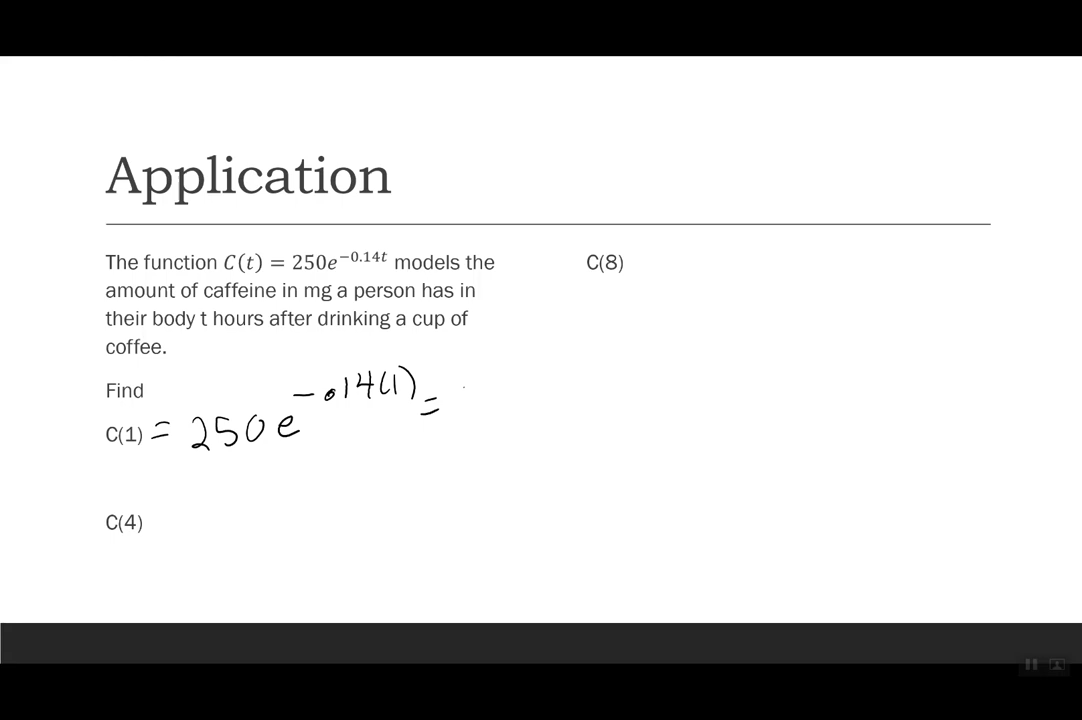 Application
The function C(t) = 250e^−0.14t models the
amount of caffeine in mg a person has in
their body t hours after drinking a cup of
coffee.
Find
C(1) = 250e^-.14(1) =
C(4)
C(8)